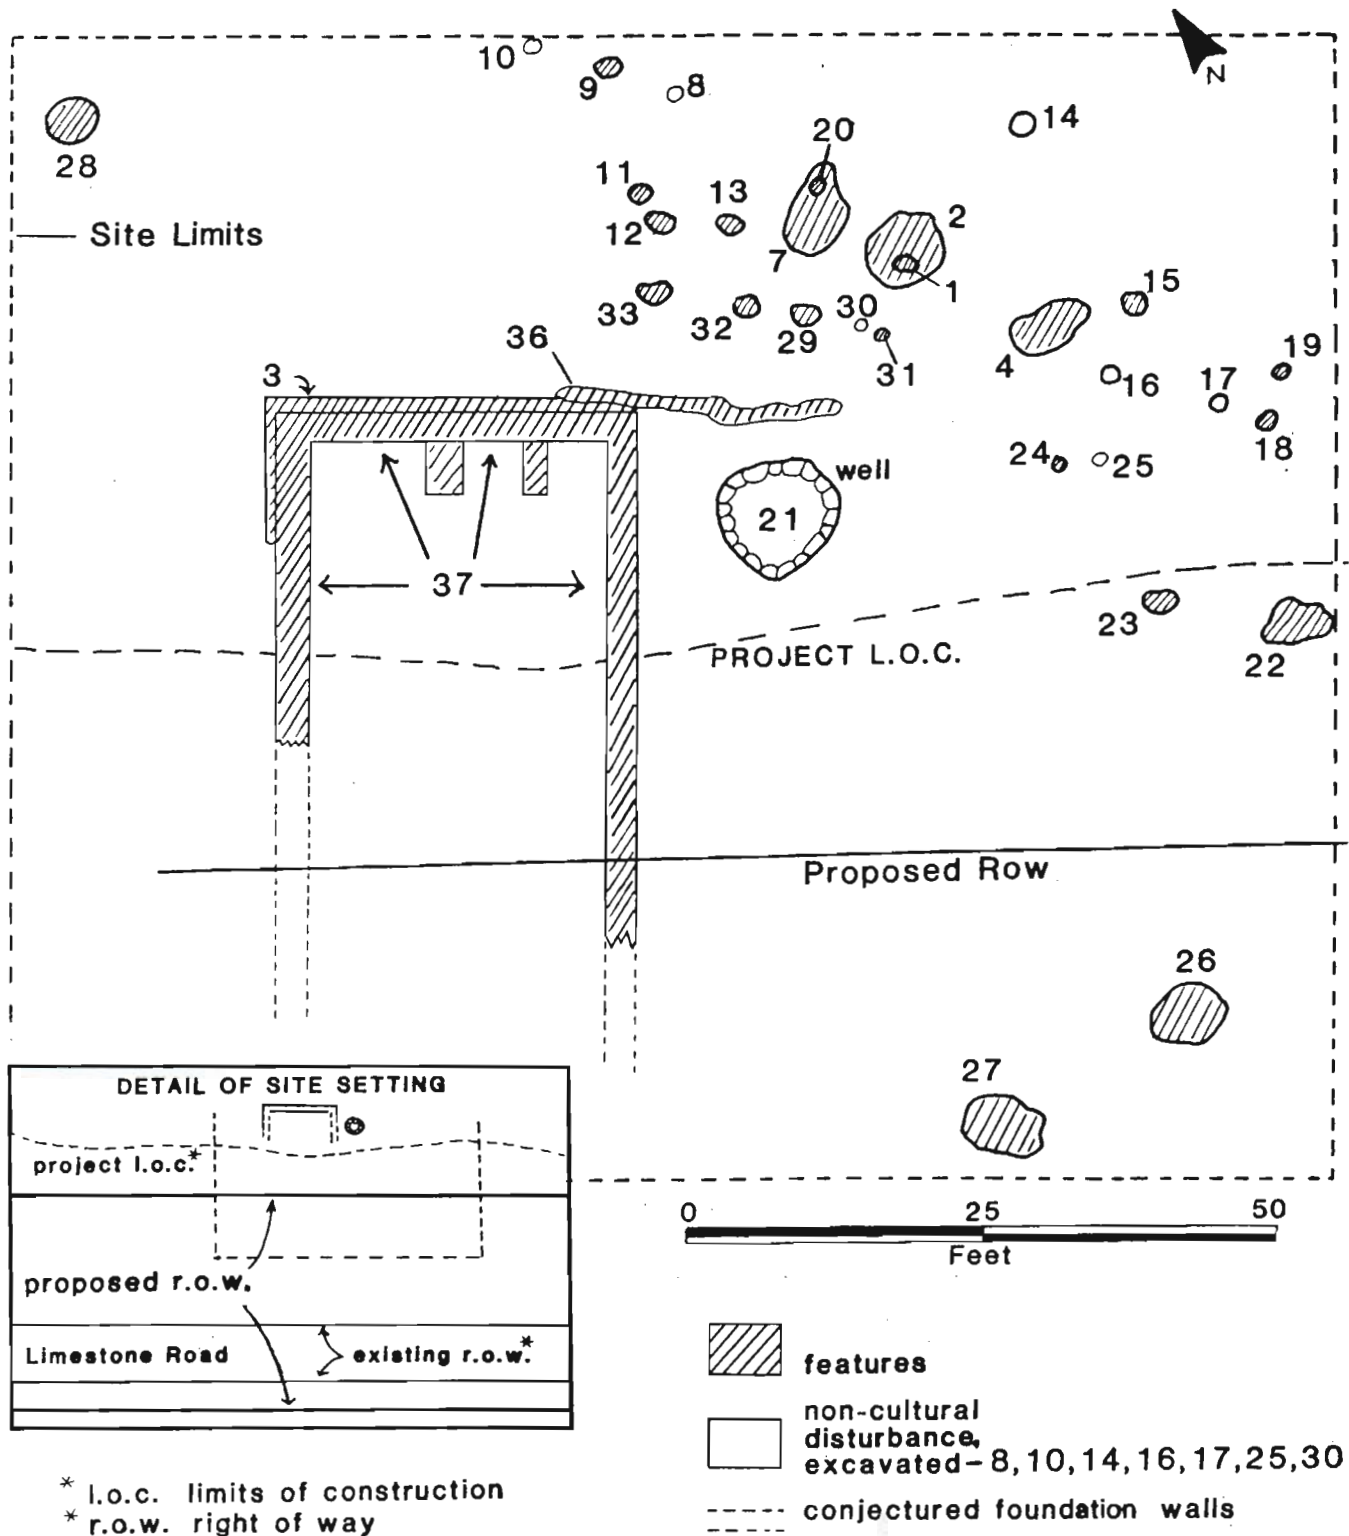 N
10
9
8
14
28
20
11
13
2
12
7
1
Site Limits
33
32
29
30
31
15
4
36
3
16
17
19
18
24
25
well
21
37
23
22
PROJECT L.O.C.
Proposed Row
26
27
DETAIL OF SITE SETTING
project l.o.c.*
proposed r.o.w.
Limestone Road
existing r.o.w.*
0 25 50
Feet
features
non-cultural
disturbance,
excavated-8,10,14,16,17,25,30
conjectured foundation walls
* l.o.c. limits of construction
* r.o.w. right of way